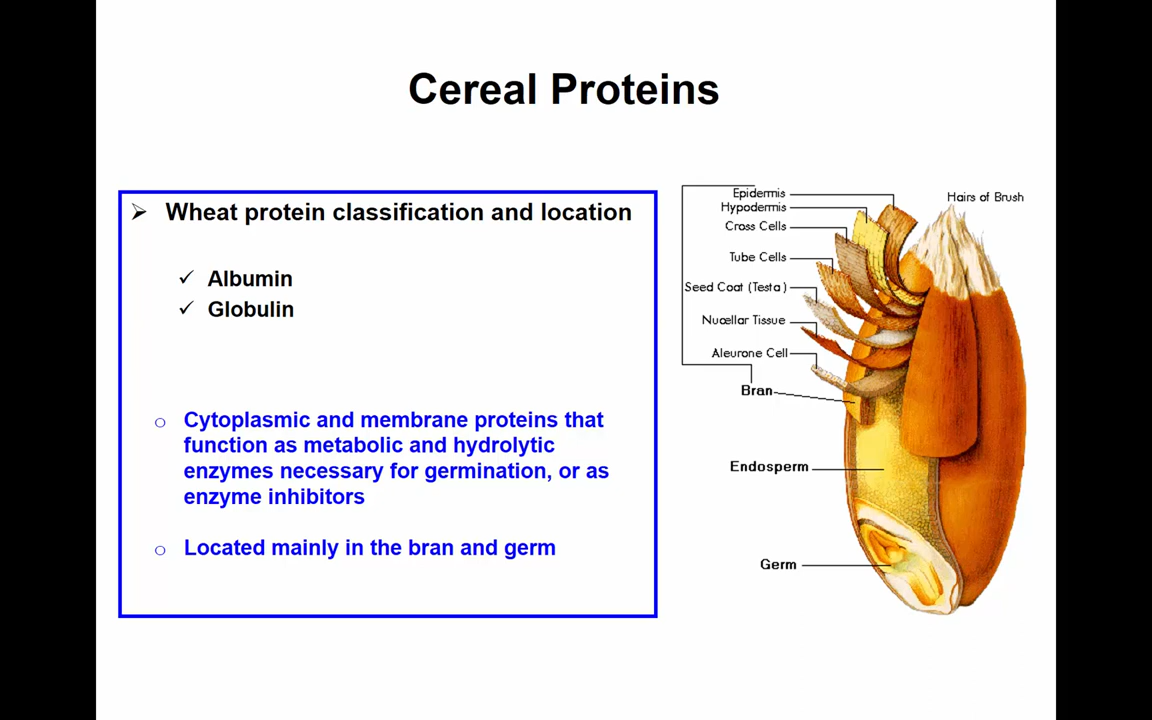 Cereal Proteins
➢ Wheat protein classification and location
✓ Albumin
✓ Globulin
o Cytoplasmic and membrane proteins that
function as metabolic and hydrolytic
enzymes necessary for germination, or as
enzyme inhibitors
o Located mainly in the bran and germ
Epidermis
Hypodermis
Cross Cells
Tube Cells
Seed Coat (Testa)
Nucellar Tissue
Aleurone Cell
Bran
Endosperm
Germ
Hairs of Brush